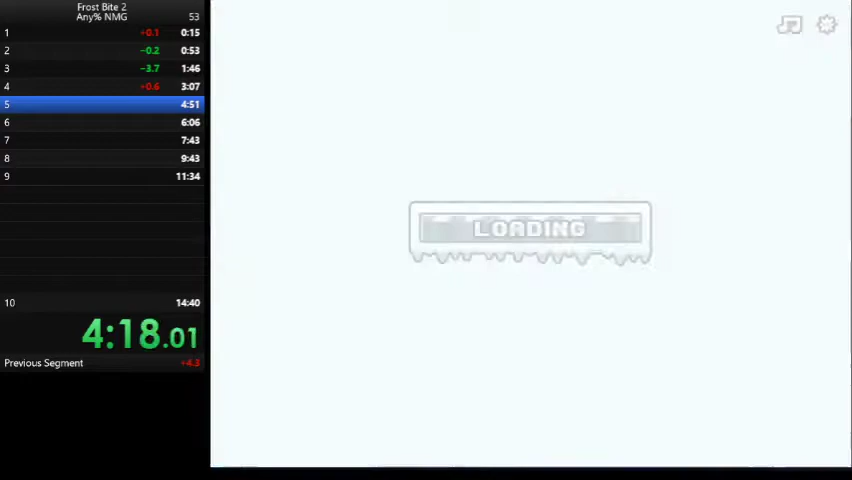 Frost Bite 2
Any% NMG 53
1 +0.1 0:15
2 −0.2 0:53
3 −3.7 1:46
4 +0.6 3:07
5 4:51
6 6:06
7 7:43
8 9:43
9 11:34
10 14:40
4:18.01
Previous Segment +4.3
LOADING